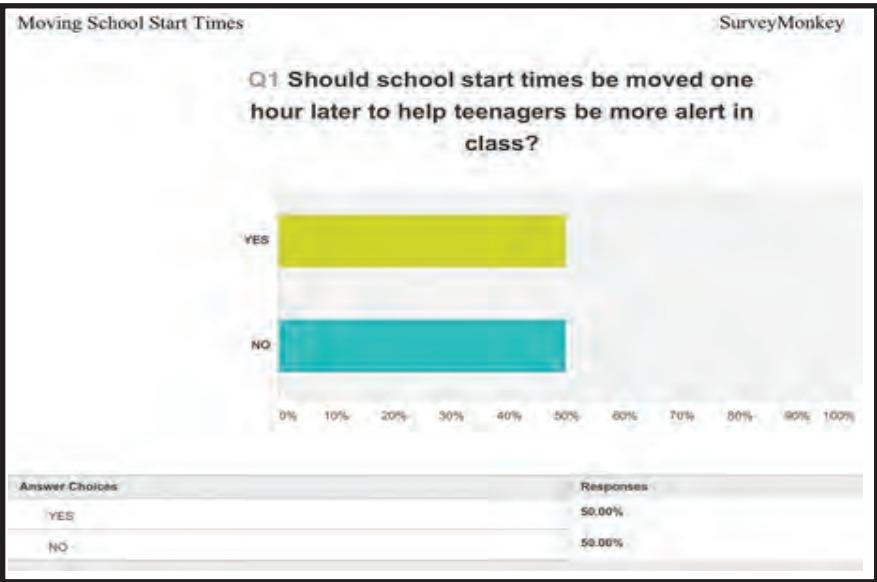 Moving School Start Times
SurveyMonkey
Q1 Should school start times be moved one
hour later to help teenagers be more alert in
class?
YES
NO
0% 10% 20% 30% 40% 50% 60% 70% 80% 90% 100%
Answer Choices
Responses
YES
50.00%
NO
50.00%